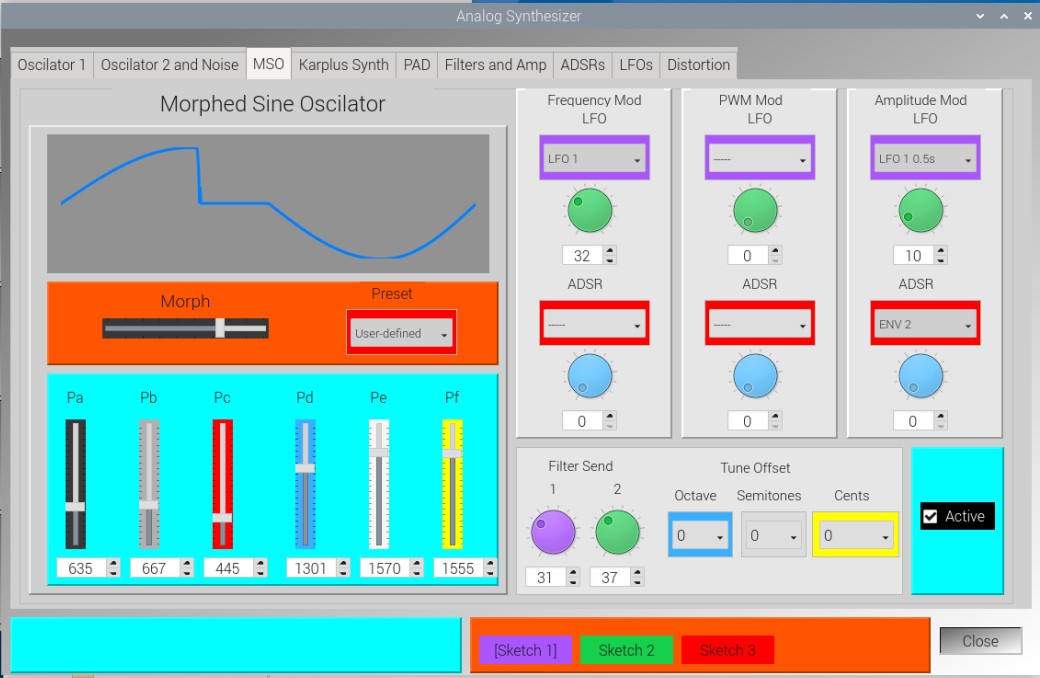 Analog Synthesizer
Oscilator 1 Oscilator 2 and Noise MSO Karplus Synth PAD Filters and Amp ADSRs LFOs Distortion
Morphed Sine Oscilator
Morph
Preset
User-defined
Pa Pb Pc Pd Pe Pf
635 667 445 1301 1570 1555
Frequency Mod
LFO
LFO 1
32
ADSR
-----
0
PWM Mod
LFO
-----
0
ADSR
-----
0
Amplitude Mod
LFO
LFO 1 0.5s
10
ADSR
ENV 2
0
Filter Send
1 2
31 37
Tune Offset
Octave Semitones Cents
0 0 0
Active
[Sketch 1] Sketch 2 Sketch 3
Close